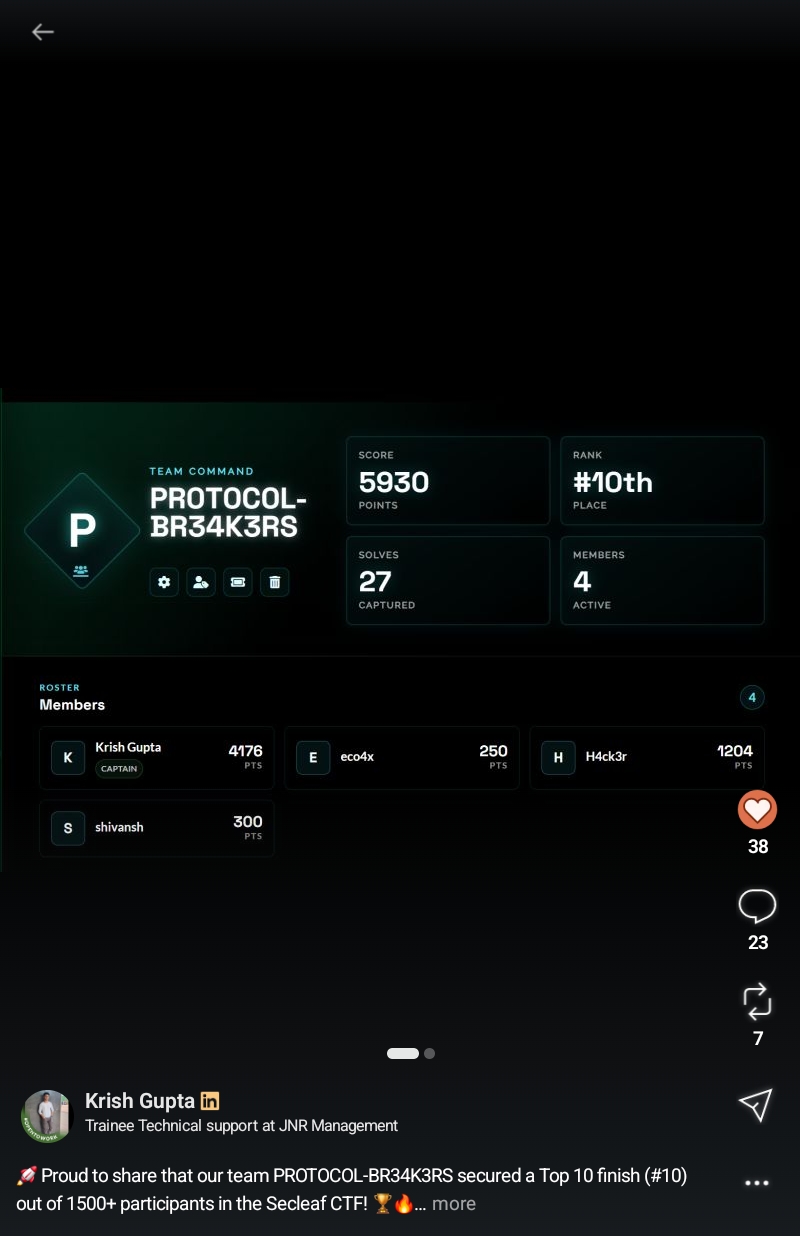 TEAM COMMAND
PROTOCOL-
BR34K3RS
P
SCORE
5930
POINTS
RANK
#10th
PLACE
SOLVES
27
CAPTURED
MEMBERS
4
ACTIVE
ROSTER
Members
4
K
Krish Gupta
CAPTAIN
4176
PTS
E
eco4x
250
PTS
H
H4ck3r
1204
PTS
S
shivansh
300
PTS
38
23
7
Krish Gupta in
Trainee Technical support at JNR Management
#OPENTOWORK
🚀 Proud to share that our team PROTOCOL-BR34K3RS secured a Top 10 finish (#10)
out of 1500+ participants in the Secleaf CTF! 🏆🔥... more